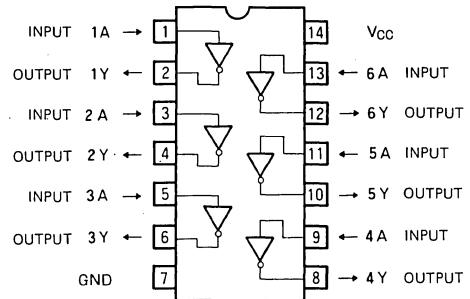 INPUT 1A → 1
14 VCC
OUTPUT 1Y ← 2
13 ← 6A INPUT
INPUT 2A → 3
12 → 6Y OUTPUT
OUTPUT 2Y ← 4
11 ← 5A INPUT
INPUT 3A → 5
10 → 5Y OUTPUT
OUTPUT 3Y ← 6
9 ← 4A INPUT
GND 7
8 → 4Y OUTPUT